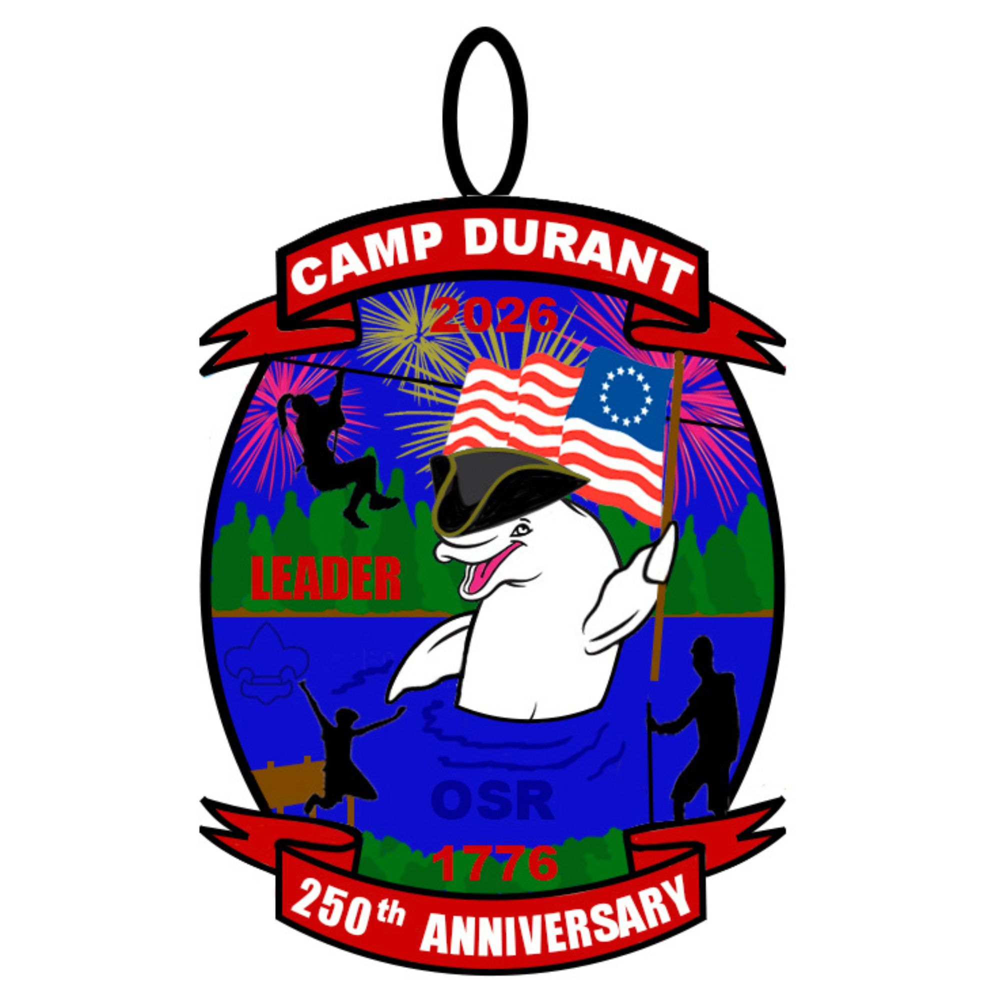 CAMP DURANT
2026
LEADER
OSR
1776
250th ANNIVERSARY